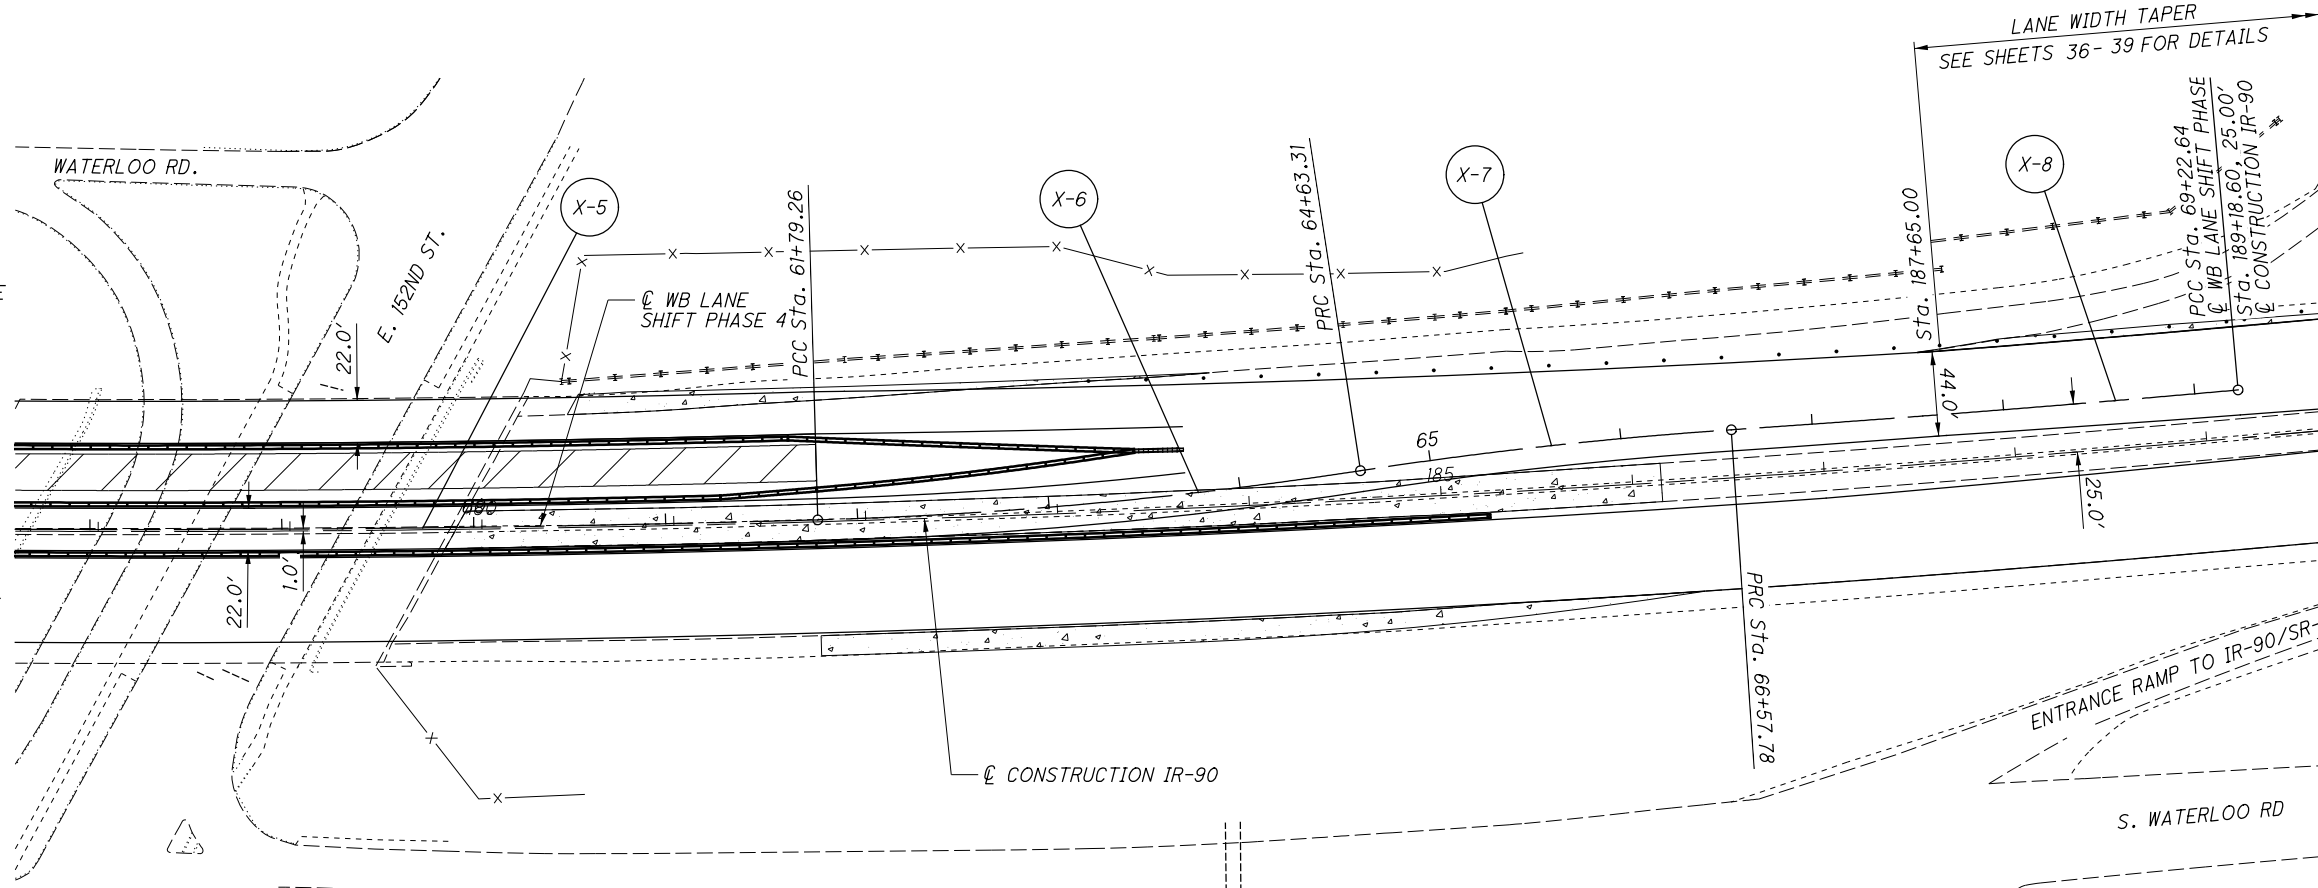 LANE WIDTH TAPER
SEE SHEETS 36-39 FOR DETAILS
WATERLOO RD.
E. 152ND ST.
22.0'
X-5
℄ WB LANE
SHIFT PHASE 4
PCC Sta. 61+79.26
X-6
PRC Sta. 64+63.31
X-7
Sta. 187+65.00
X-8
PCC Sta. 69+22.64
℄ WB LANE SHIFT PHASE
Sta. 189+18.60, 25.00'
℄ CONSTRUCTION IR-90
44.0'
65
185
25.0'
22.0'
1.0'
PRC Sta. 66+57.78
℄ CONSTRUCTION IR-90
ENTRANCE RAMP TO IR-90/SR-
S. WATERLOO RD